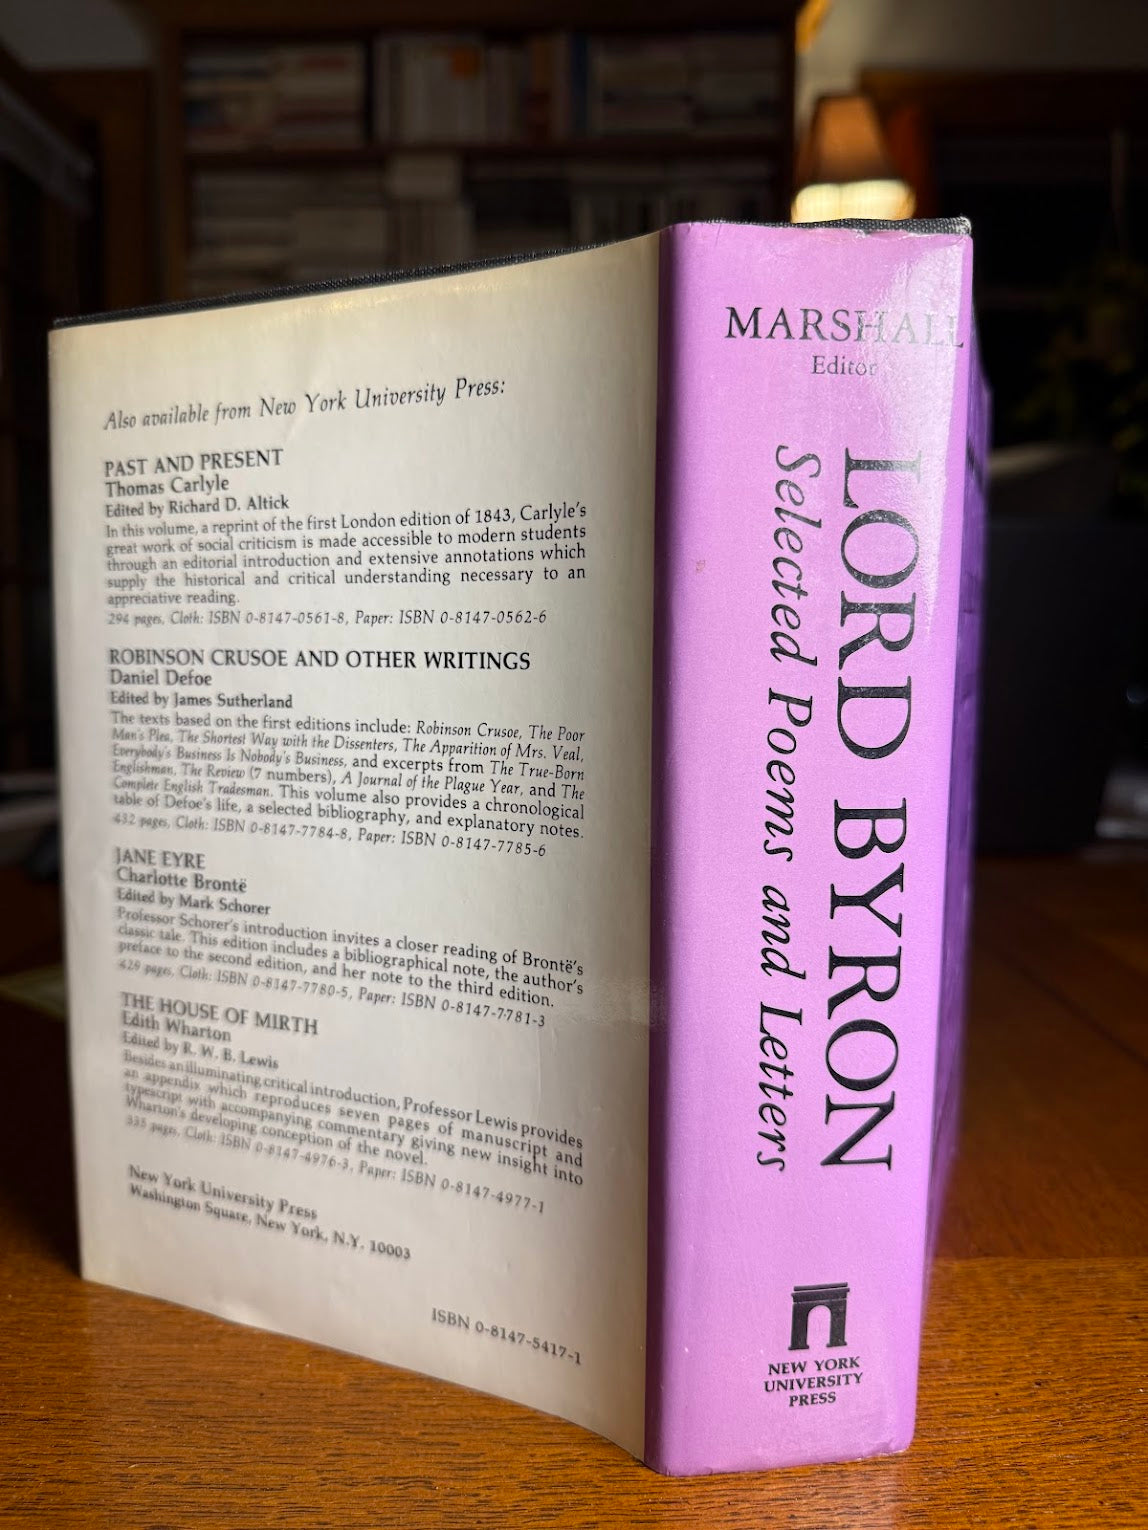 Also available from New York University Press:
PAST AND PRESENT
Thomas Carlyle
Edited by Richard D. Altick
In this volume, a reprint of the first London edition of 1843, Carlyle's
great work of social criticism is made accessible to modern students
through an editorial introduction and extensive annotations which
supply the historical and critical understanding necessary to an
appreciative reading.
294 pages, Cloth: ISBN 0-8147-0561-8, Paper: ISBN 0-8147-0562-6
ROBINSON CRUSOE AND OTHER WRITINGS
Daniel Defoe
Edited by James Sutherland
The texts based on the first editions include: Robinson Crusoe, The Poor
Man's Plea, The Shortest Way with the Dissenters, The Apparition of Mrs. Veal,
Everybody's Business Is Nobody's Business, and excerpts from The True-Born
Englishman, The Review (7 numbers), A Journal of the Plague Year, and The
Complete English Tradesman. This volume also provides a chronological
table of Defoe's life, a selected bibliography, and explanatory notes.
432 pages, Cloth: ISBN 0-8147-7784-8, Paper: ISBN 0-8147-7785-6
JANE EYRE
Charlotte Brontë
Edited by Mark Schorer
Professor Schorer's introduction invites a closer reading of Brontë's
classic tale. This edition includes a bibliographical note, the author's
preface to the second edition, and her note to the third edition.
426 pages, Cloth: ISBN 0-8147-7780-5, Paper: ISBN 0-8147-7781-3
THE HOUSE OF MIRTH
Edith Wharton
Edited by R. W. B. Lewis
Besides an illuminating critical introduction, Professor Lewis provides
an appendix which reproduces seven pages of manuscript and
typescript with accompanying commentary giving new insight into
Wharton's developing conception of the novel.
335 pages, Cloth: ISBN 0-8147-4976-3, Paper: ISBN 0-8147-4977-1
New York University Press
Washington Square, New York, N.Y. 10003
ISBN 0-8147-5417-1
MARSHALL
Editor
LORD BYRON
Selected Poems and Letters
NEW YORK
UNIVERSITY
PRESS